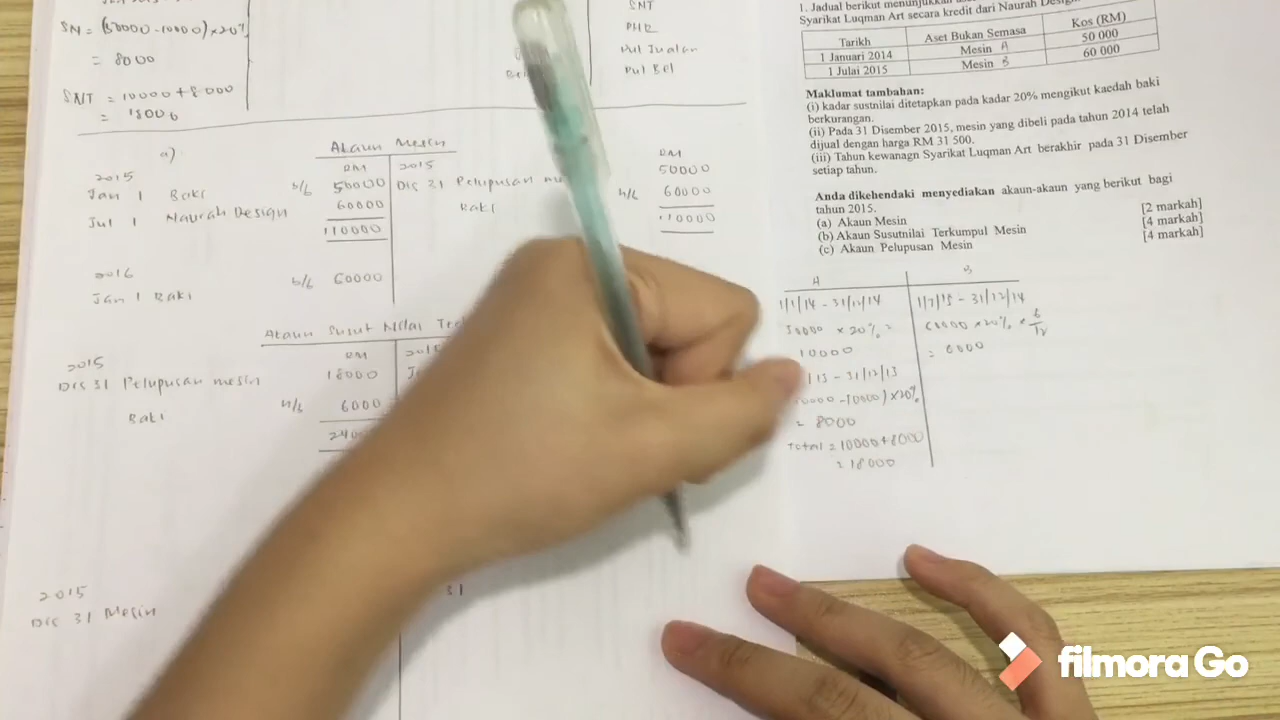 SN = (50000 - 10000) x 20%
= 8000
SNT = 10000 + 8000
= 18000
SNT
PHR
Pul Jualan
Pul Bel
a)
Akaun Mesin
2015
RM
2015
RM
Jan 1 Baki b/b 50000
Dis 31 Pelupusan
50000
Jul 1 Naurah Design 60000
Baki
h/b 60000
110000
110000
2016
Jan 1 Baki b/b 60000
Akaun Susut Nilai
2015
RM
Dis 31 Pelupusan mesin 18000
Baki h/b 6000
2015
Dis 31 Mesin
31
1. Jadual berikut menunjukkan
Syarikat Luqman Art secara kredit dari Naurah
Tarikh Aset Bukan Semasa Kos (RM)
1 Januari 2014 Mesin A 50 000
1 Julai 2015 Mesin B 60 000
Maklumat tambahan:
(i) kadar sustnilai ditetapkan pada kadar 20% mengikut kaedah baki
berkurangan.
(ii) Pada 31 Disember 2015, mesin yang dibeli pada tahun 2014 telah
dijual dengan harga RM 31 500.
(iii) Tahun kewanagn Syarikat Luqman Art berakhir pada 31 Disember
setiap tahun.
Anda dikehendaki menyediakan akaun-akaun yang berikut bagi
tahun 2015.
(a) Akaun Mesin [2 markah]
(b) Akaun Susutnilai Terkumpul Mesin [4 markah]
(c) Akaun Pelupusan Mesin [4 markah]
A
B
1/1/14 - 31/12/14
1/7/15 - 31/12/14
50000 x 20% =
60000 x 20% x 6/12
10000
= 6000
- 10000) x 20%
= 8000
Total = 10000 + 8000
= 18000
filmora Go